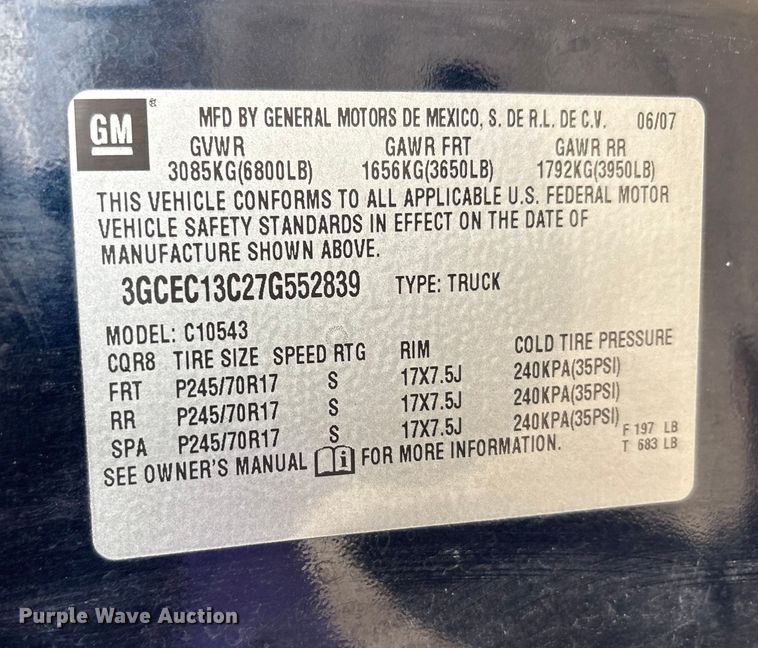 GM
MFD BY GENERAL MOTORS DE MEXICO, S. DE R.L. DE C.V. 06/07
GVWR GAWR FRT GAWR RR
3085KG(6800LB) 1656KG(3650LB) 1792KG(3950LB)
THIS VEHICLE CONFORMS TO ALL APPLICABLE U.S. FEDERAL MOTOR
VEHICLE SAFETY STANDARDS IN EFFECT ON THE DATE OF
MANUFACTURE SHOWN ABOVE.
3GCEC13C27G552839 TYPE: TRUCK
MODEL: C10543
CQR8 TIRE SIZE SPEED RTG RIM COLD TIRE PRESSURE
FRT P245/70R17 S 17X7.5J 240KPA(35PSI)
RR P245/70R17 S 17X7.5J 240KPA(35PSI)
SPA P245/70R17 S 17X7.5J 240KPA(35PSI) F 197 LB
SEE OWNER'S MANUAL i FOR MORE INFORMATION. T 683 LB
Purple Wave Auction